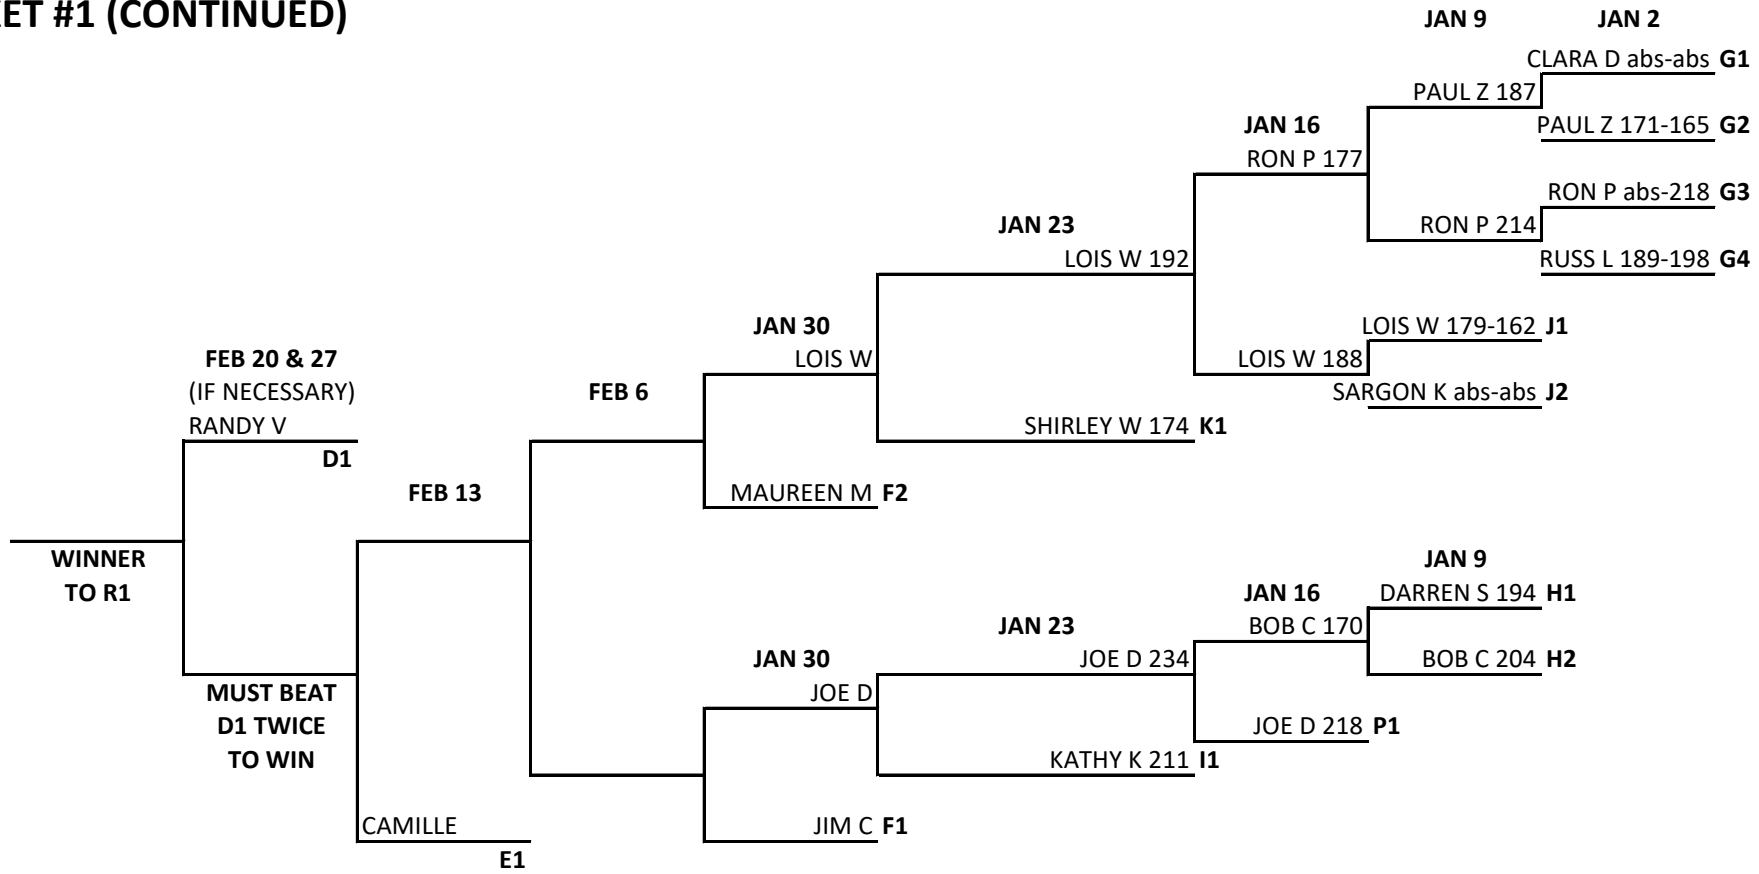 KET #1 (CONTINUED)
JAN 9 JAN 2
CLARA D abs-abs G1
PAUL Z 187
JAN 16 PAUL Z 171-165 G2
RON P 177
RON P abs-218 G3
JAN 23 RON P 214
LOIS W 192 RUSS L 189-198 G4
JAN 30 LOIS W 179-162 J1
FEB 20 & 27 LOIS W LOIS W 188
(IF NECESSARY) FEB 6 SARGON K abs-abs J2
RANDY V SHIRLEY W 174 K1
D1
FEB 13 MAUREEN M F2
WINNER JAN 9
TO R1 JAN 16 DARREN S 194 H1
JAN 23 BOB C 170
JAN 30 JOE D 234 BOB C 204 H2
MUST BEAT JOE D
D1 TWICE JOE D 218 P1
TO WIN KATHY K 211 I1
CAMILLE JIM C F1
E1